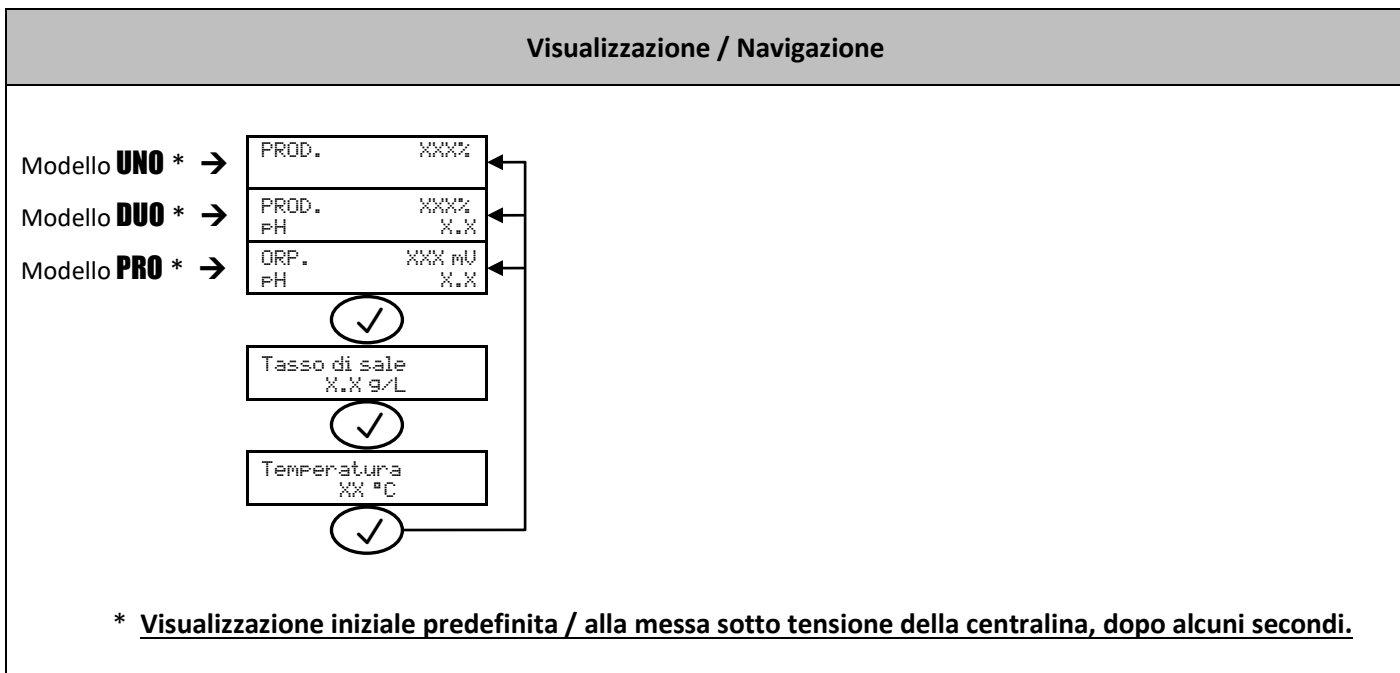 Visualizzazione / Navigazione
Modello UNO * → PROD. XXX%
Modello DUO * → PROD. XXX%
pH X.X
Modello PRO * → ORP. XXX mV
pH X.X
Tasso di sale
X.X g/L
Temperatura
XX °C
* Visualizzazione iniziale predefinita / alla messa sotto tensione della centralina, dopo alcuni secondi.